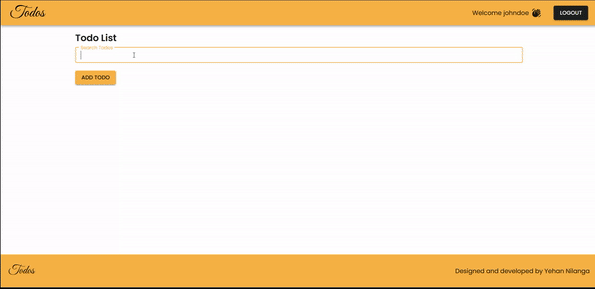 Todos
Welcome johndoe
LOGOUT
Todo List
Search Todos
ADD TODO
Todos
Designed and developed by Yehan Nilanga